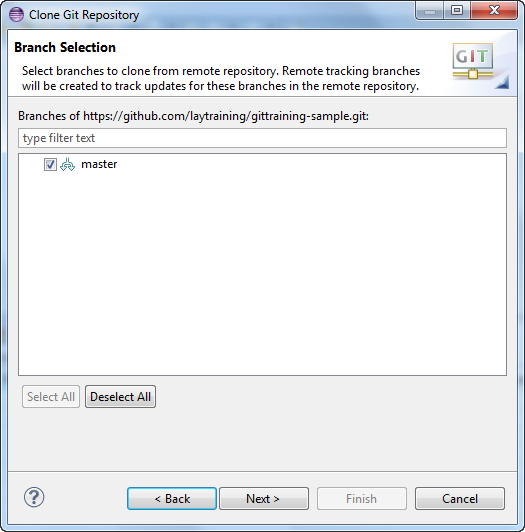 Clone Git Repository
Branch Selection
Select branches to clone from remote repository. Remote tracking branches
will be created to track updates for these branches in the remote repository.
GIT
Branches of https://github.com/laytraining/gittraining-sample.git:
type filter text
master
Select All
Deselect All
?
< Back
Next >
Finish
Cancel